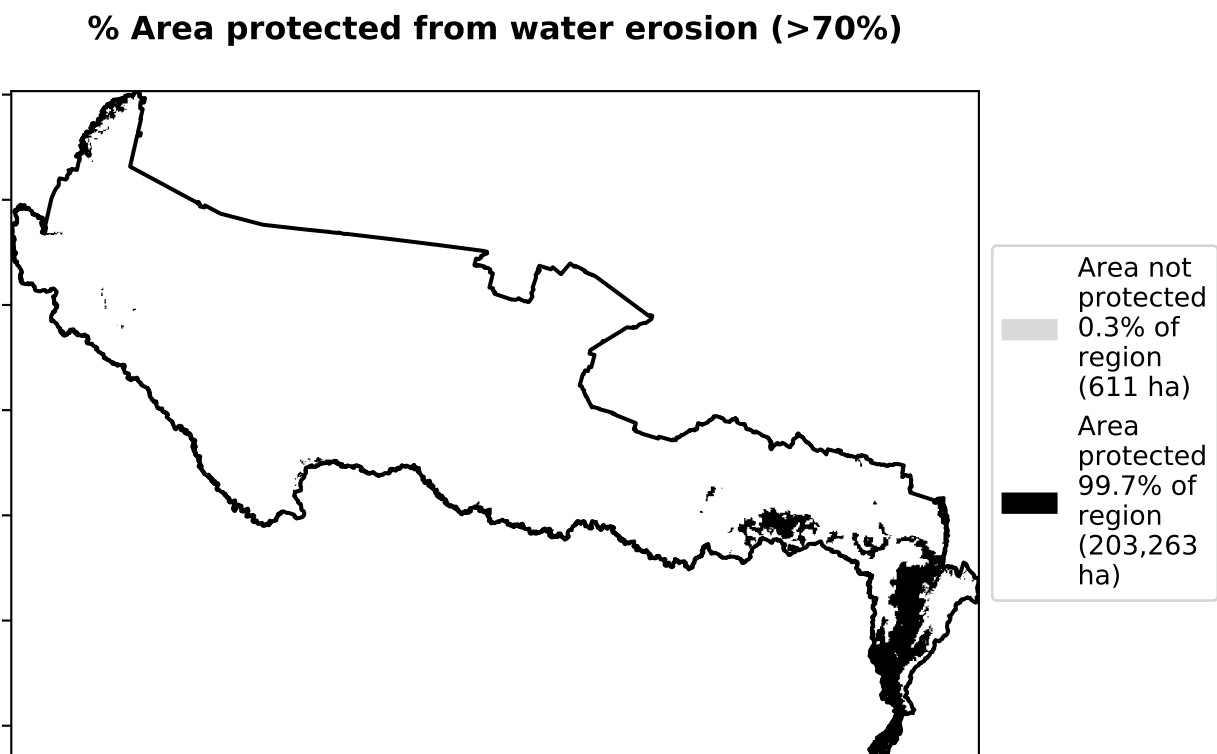 % Area protected from water erosion (>70%)
Area not
protected
0.3% of
region
(611 ha)
Area
protected
99.7% of
region
(203,263
ha)